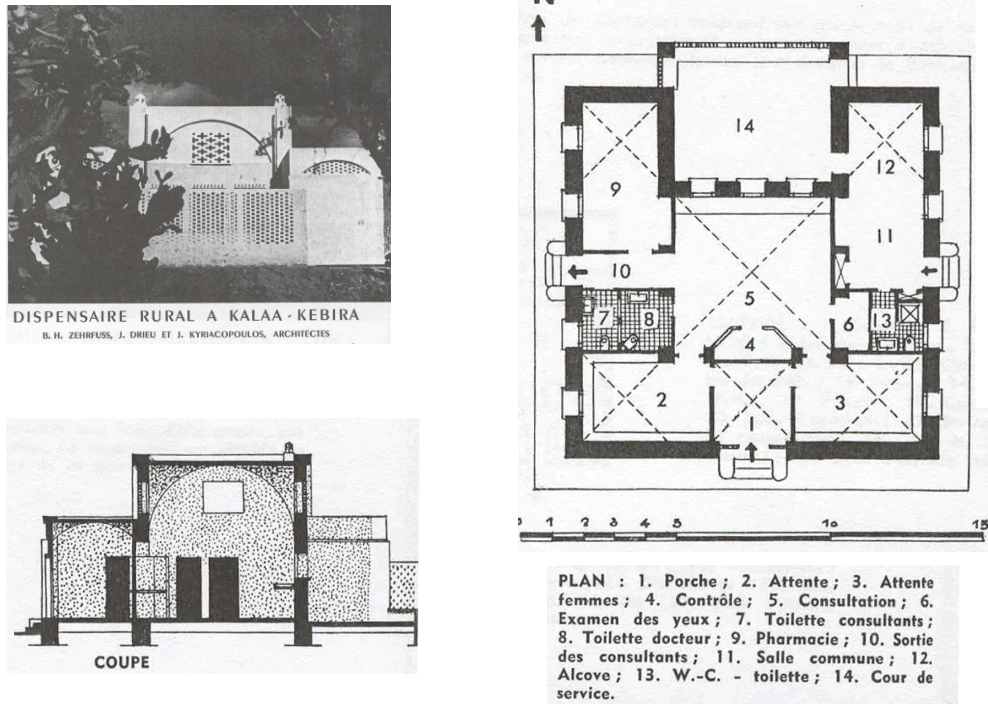 DISPENSAIRE RURAL A KALAA - KEBIRA
B. H. ZEHRFUSS, J. DRIEU ET J. KYRIACOPOULOS, ARCHITECTES
COUPE
N
14
12
9
11
10
5
7
8
6
13
4
2
3
1
0 1 2 3 4 5 10 15
PLAN : 1. Porche ; 2. Attente ; 3. Attente
femmes ; 4. Contrôle ; 5. Consultation ; 6.
Examen des yeux ; 7. Toilette consultants ;
8. Toilette docteur ; 9. Pharmacie ; 10. Sortie
des consultants ; 11. Salle commune ; 12.
Alcove ; 13. W.-C. - toilette ; 14. Cour de
service.